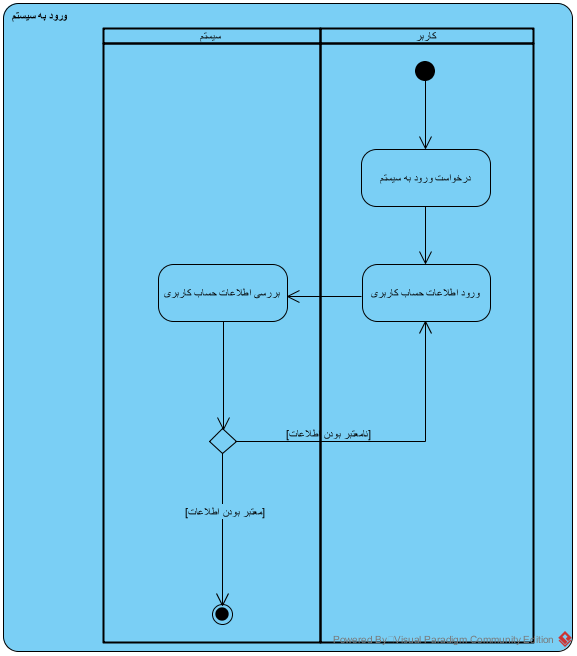 ورود به سیستم
کاربر
سیستم
درخواست ورود به سیستم
ورود اطلاعات حساب کاربری
بررسی اطلاعات حساب کاربری
[نامعتبر بودن اطلاعات]
[معتبر بودن اطلاعات]
Powered By Visual Paradigm Community Edition